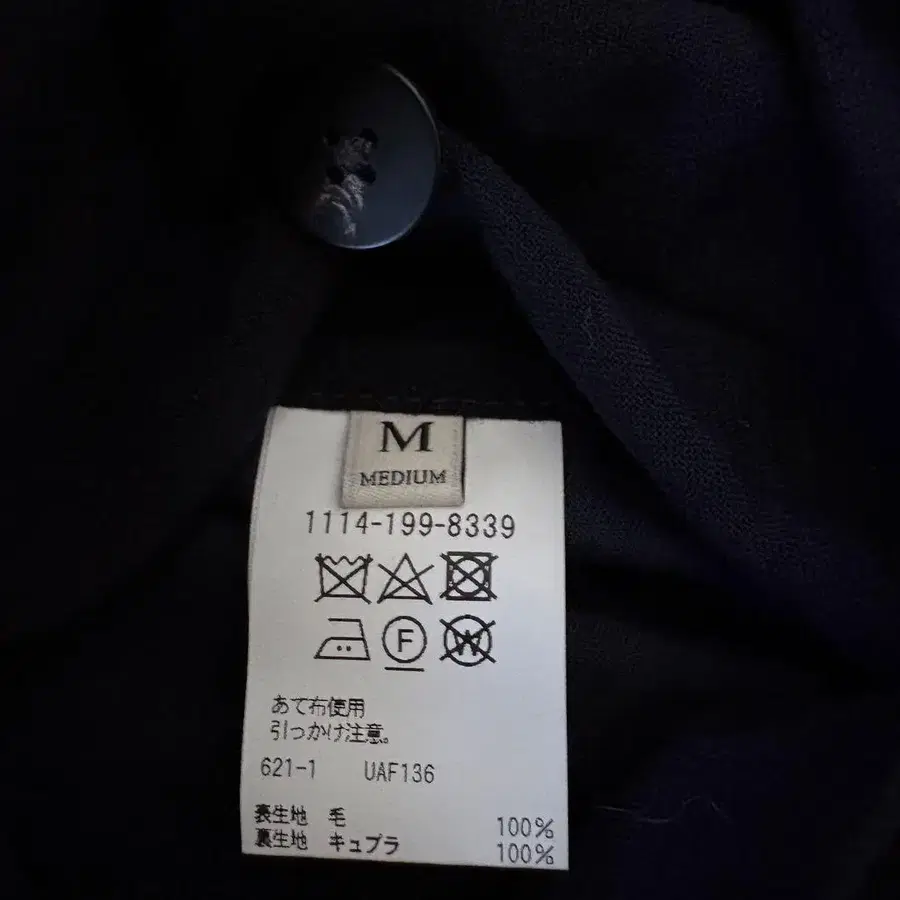 M
MEDIUM
1114-199-8339
F
W
あて布使用
引っかけ注意。
621-1 UAF136
表生地 毛 100%
裏生地 キュプラ 100%